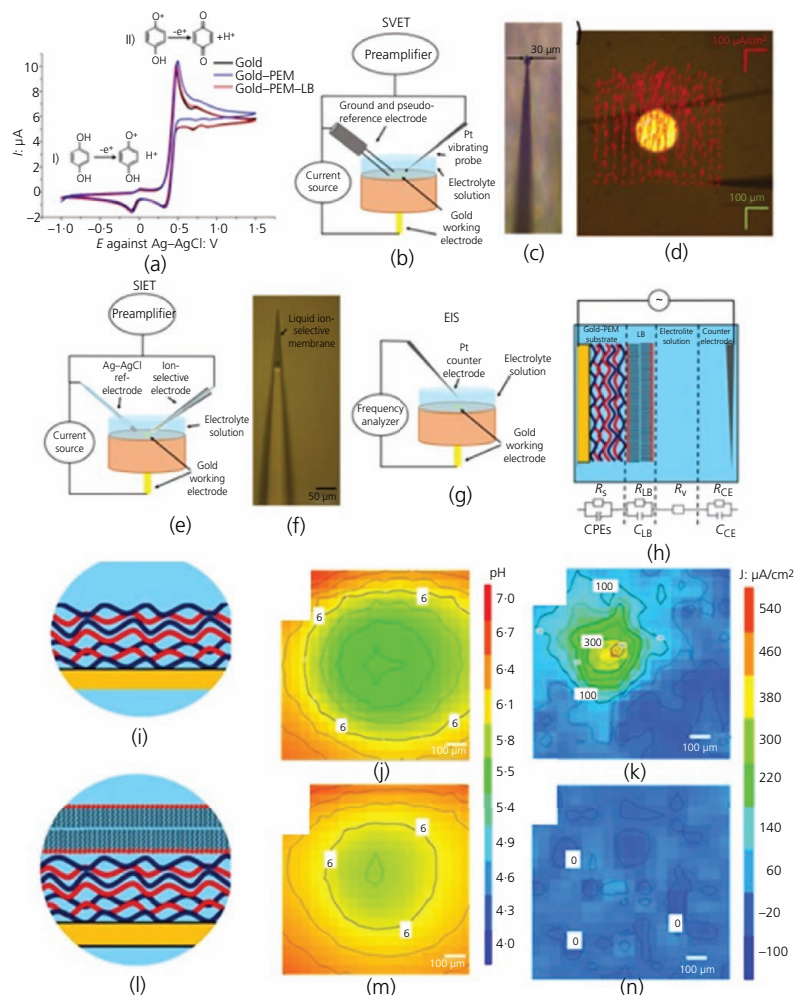 II)
O⁺
-e⁺
O
+H⁺
OH
O
Gold
Gold–PEM
Gold–PEM–LB
I)
OH
-e⁺
O⁺
H⁺
OH
OH
I: µA
10
8
6
4
2
0
−2
−1·0
−0·5
0
0·5
1·0
1·5
E against Ag–AgCl: V
(a)
SVET
Preamplifier
Ground and pseudo-
reference electrode
Pt
vibrating
probe
Electrolyte
solution
Current
source
Gold
working
electrode
(b)
30 µm
(c)
100 µA/cm²
100 µm
(d)
SIET
Preamplifier
Ag–AgCl
ref-
electrode
Ion-
selective
electrode
Electrolyte
solution
Current
source
Gold
working
electrode
(e)
Liquid ion-
selective
membrane
50 µm
(f)
EIS
Pt
counter
electrode
Electrolyte
solution
Frequency
analyzer
Gold
working
electrode
(g)
~
Gold–PEM
substrate
LB
Electrolite
solution
Counter
electrode
Rs
RLB
Rv
RCE
CPEs
CLB
CCE
(h)
(i)
6
6
6
6
100 µm
(j)
pH
7·0
6·7
6·4
6·1
5·8
5·5
5·4
4·9
4·6
4·3
4·0
100
300
100
100 µm
(k)
J: µA/cm²
540
460
380
300
220
140
60
−20
−100
(l)
6
6
6
100 µm
(m)
0
0
0
100 µm
(n)